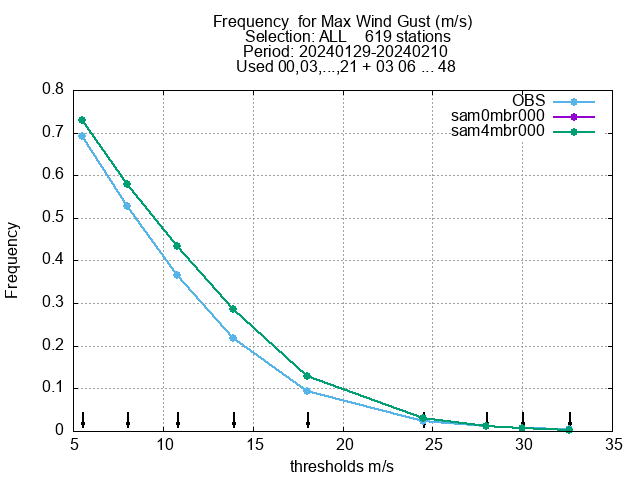 Frequency  for Max Wind Gust (m/s)
Selection: ALL    619 stations
Period: 20240129-20240210
Used 00,03,...,21 + 03 06 ... 48
OBS
sam0mbr000
sam4mbr000
0.8
0.7
0.6
0.5
0.4
0.3
0.2
0.1
0
Frequency
5 10 15 20 25 30 35
thresholds m/s